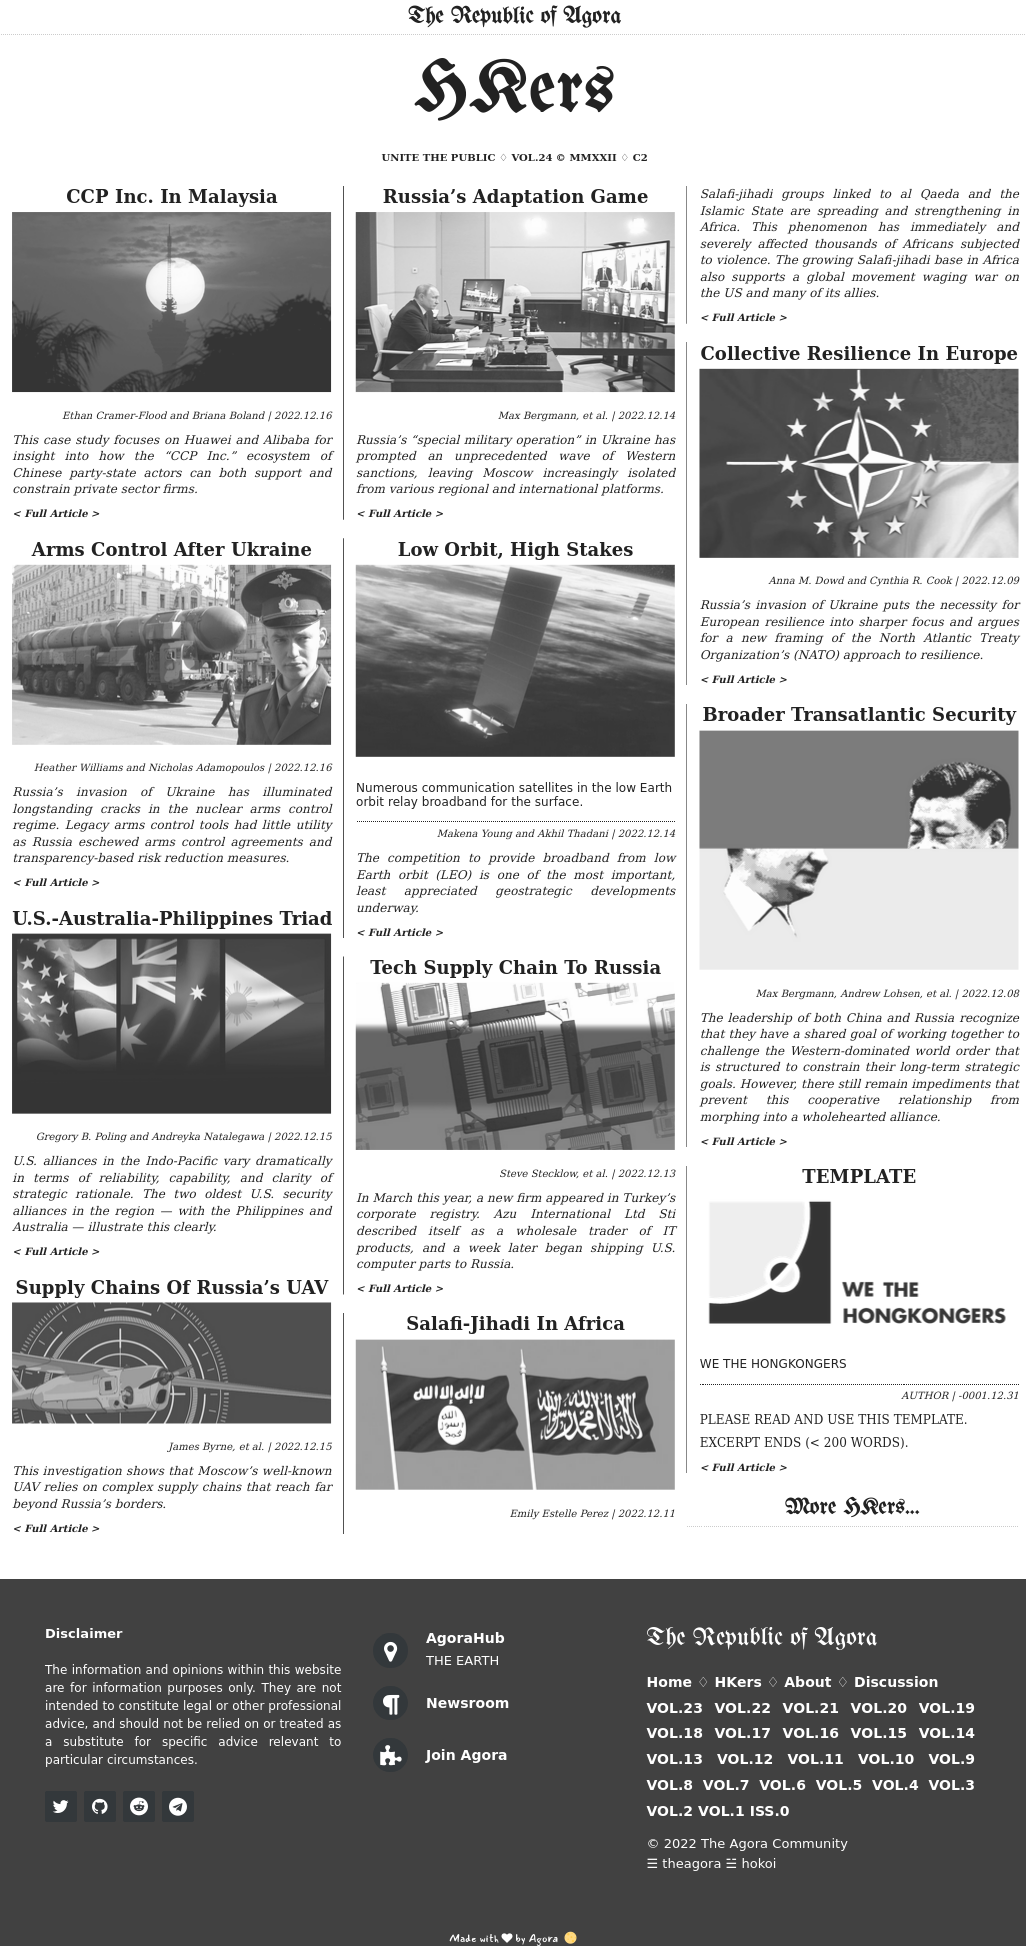 The Republic of Agora
HKers
UNITE THE PUBLIC ♢ VOL.24 © MMXXII ♢ C2
CCP Inc. In Malaysia
Ethan Cramer-Flood and Briana Boland | 2022.12.16
This case study focuses on Huawei and Alibaba for
insight into how the “CCP Inc.” ecosystem of
Chinese party-state actors can both support and
constrain private sector firms.
< Full Article >
Arms Control After Ukraine
Heather Williams and Nicholas Adamopoulos | 2022.12.16
Russia’s invasion of Ukraine has illuminated
longstanding cracks in the nuclear arms control
regime. Legacy arms control tools had little utility
as Russia eschewed arms control agreements and
transparency-based risk reduction measures.
< Full Article >
U.S.-Australia-Philippines Triad
Gregory B. Poling and Andreyka Natalegawa | 2022.12.15
U.S. alliances in the Indo-Pacific vary dramatically
in terms of reliability, capability, and clarity of
strategic rationale. The two oldest U.S. security
alliances in the region — with the Philippines and
Australia — illustrate this clearly.
< Full Article >
Supply Chains Of Russia’s UAV
James Byrne, et al. | 2022.12.15
This investigation shows that Moscow’s well-known
UAV relies on complex supply chains that reach far
beyond Russia’s borders.
< Full Article >
Russia’s Adaptation Game
Max Bergmann, et al. | 2022.12.14
Russia’s “special military operation” in Ukraine has
prompted an unprecedented wave of Western
sanctions, leaving Moscow increasingly isolated
from various regional and international platforms.
< Full Article >
Low Orbit, High Stakes
Numerous communication satellites in the low Earth
orbit relay broadband for the surface.
Makena Young and Akhil Thadani | 2022.12.14
The competition to provide broadband from low
Earth orbit (LEO) is one of the most important,
least appreciated geostrategic developments
underway.
< Full Article >
Tech Supply Chain To Russia
Steve Stecklow, et al. | 2022.12.13
In March this year, a new firm appeared in Turkey’s
corporate registry. Azu International Ltd Sti
described itself as a wholesale trader of IT
products, and a week later began shipping U.S.
computer parts to Russia.
< Full Article >
Salafi-Jihadi In Africa
لا إله إلا الله
الله
رسول
محمد
لا إله إلا الله محمد رسول الله
Emily Estelle Perez | 2022.12.11
Salafi-jihadi groups linked to al Qaeda and the
Islamic State are spreading and strengthening in
Africa. This phenomenon has immediately and
severely affected thousands of Africans subjected
to violence. The growing Salafi-jihadi base in Africa
also supports a global movement waging war on
the US and many of its allies.
< Full Article >
Collective Resilience In Europe
Anna M. Dowd and Cynthia R. Cook | 2022.12.09
Russia’s invasion of Ukraine puts the necessity for
European resilience into sharper focus and argues
for a new framing of the North Atlantic Treaty
Organization’s (NATO) approach to resilience.
< Full Article >
Broader Transatlantic Security
Max Bergmann, Andrew Lohsen, et al. | 2022.12.08
The leadership of both China and Russia recognize
that they have a shared goal of working together to
challenge the Western-dominated world order that
is structured to constrain their long-term strategic
goals. However, there still remain impediments that
prevent this cooperative relationship from
morphing into a wholehearted alliance.
< Full Article >
TEMPLATE
WE THE
HONGKONGERS
WE THE HONGKONGERS
AUTHOR | -0001.12.31
PLEASE READ AND USE THIS TEMPLATE.
EXCERPT ENDS (< 200 WORDS).
< Full Article >
More HKers...
Disclaimer
The information and opinions within this website
are for information purposes only. They are not
intended to constitute legal or other professional
advice, and should not be relied on or treated as
a substitute for specific advice relevant to
particular circumstances.
AgoraHub
THE EARTH
Newsroom
Join Agora
The Republic of Agora
Home ♢ HKers ♢ About ♢ Discussion
VOL.23 VOL.22 VOL.21 VOL.20 VOL.19
VOL.18 VOL.17 VOL.16 VOL.15 VOL.14
VOL.13 VOL.12 VOL.11 VOL.10 VOL.9
VOL.8 VOL.7 VOL.6 VOL.5 VOL.4 VOL.3
VOL.2 VOL.1 ISS.0
© 2022 The Agora Community
☰ theagora ☱ hokoi
Made with ♥ by Agora